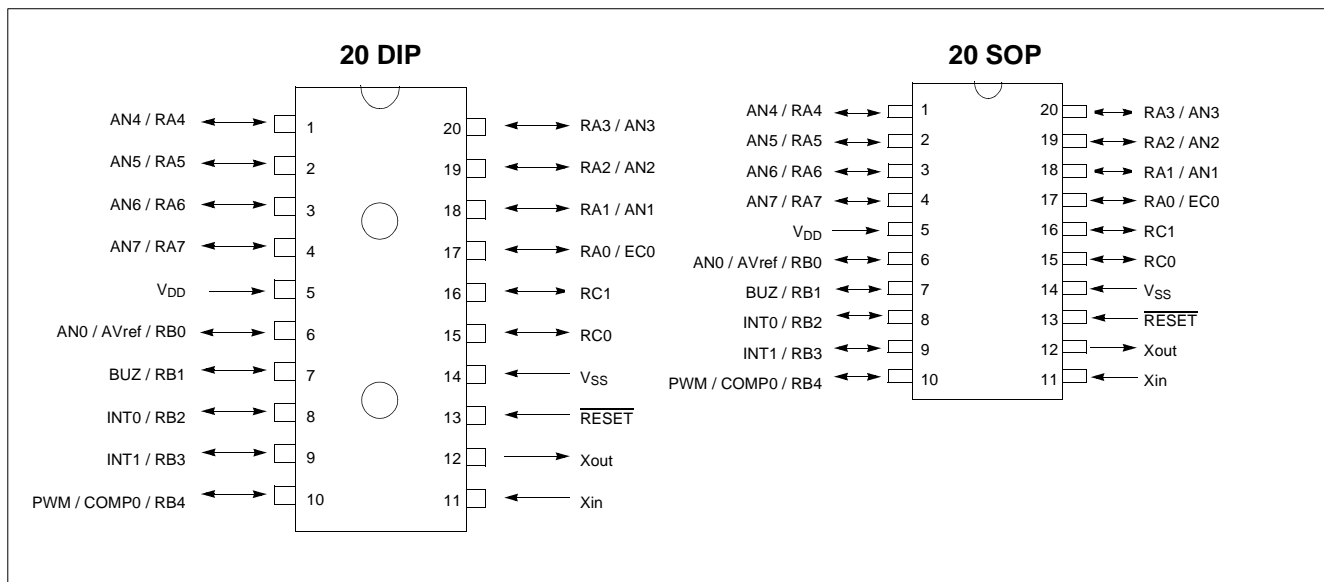 20 DIP
AN4 / RA4 1 20 RA3 / AN3
AN5 / RA5 2 19 RA2 / AN2
AN6 / RA6 3 18 RA1 / AN1
AN7 / RA7 4 17 RA0 / EC0
VDD 5 16 RC1
AN0 / AVref / RB0 6 15 RC0
BUZ / RB1 7 14 VSS
INT0 / RB2 8 13 RESET
INT1 / RB3 9 12 Xout
PWM / COMP0 / RB4 10 11 Xin
20 SOP
AN4 / RA4 1 20 RA3 / AN3
AN5 / RA5 2 19 RA2 / AN2
AN6 / RA6 3 18 RA1 / AN1
AN7 / RA7 4 17 RA0 / EC0
VDD 5 16 RC1
AN0 / AVref / RB0 6 15 RC0
BUZ / RB1 7 14 VSS
INT0 / RB2 8 13 RESET
INT1 / RB3 9 12 Xout
PWM / COMP0 / RB4 10 11 Xin